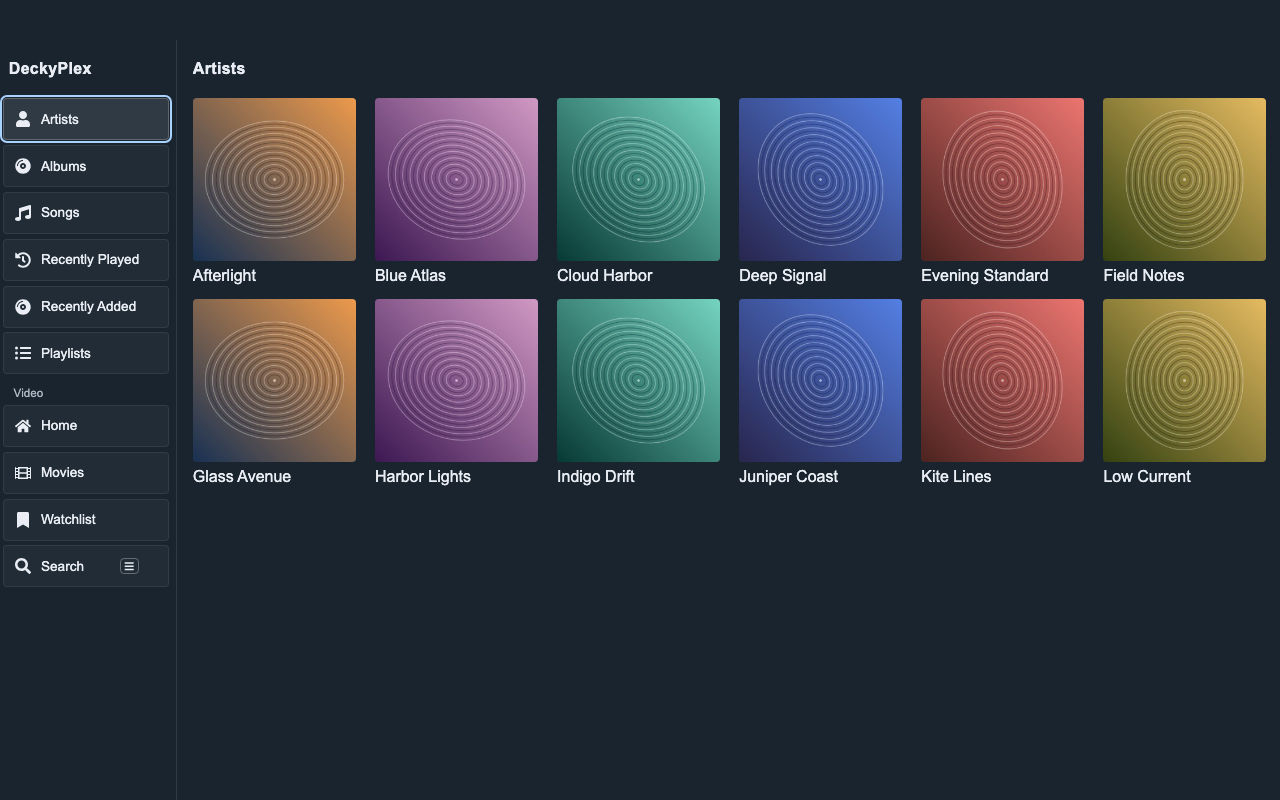 DeckyPlex
Artists
Albums
Songs
Recently Played
Recently Added
Playlists
Video
Home
Movies
Watchlist
Search
Artists
Afterlight
Blue Atlas
Cloud Harbor
Deep Signal
Evening Standard
Field Notes
Glass Avenue
Harbor Lights
Indigo Drift
Juniper Coast
Kite Lines
Low Current